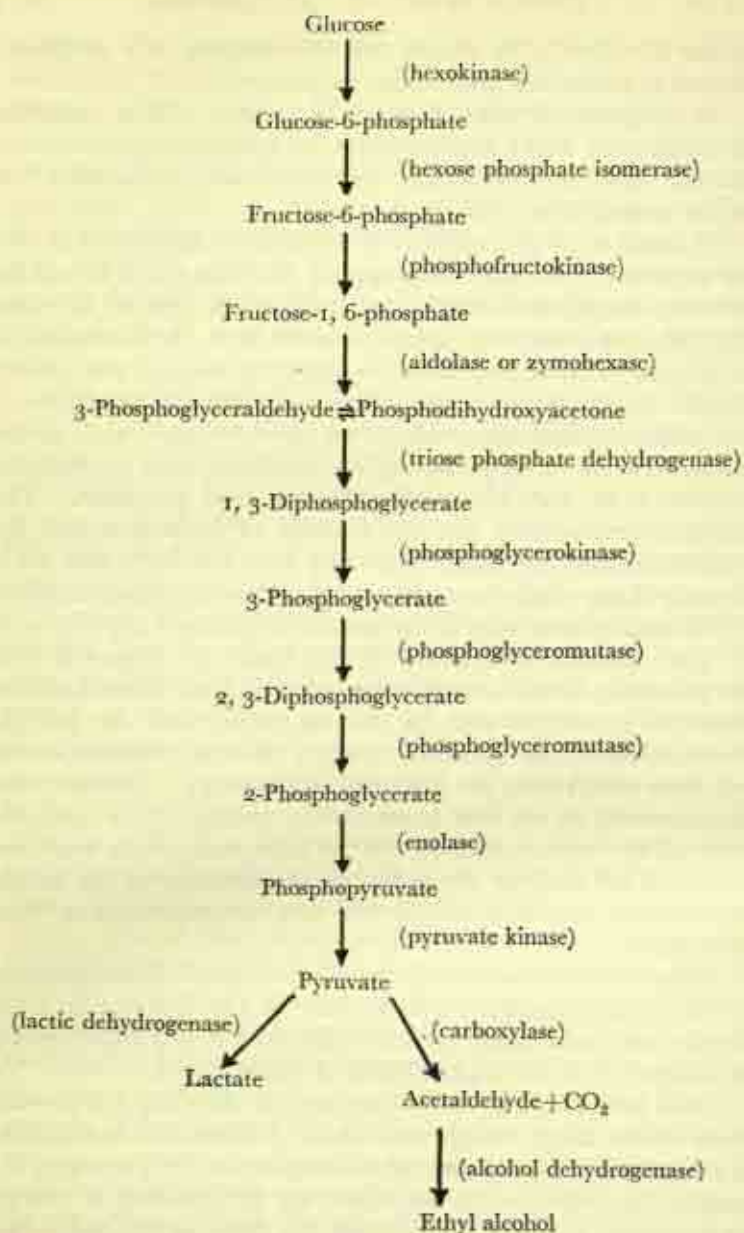 Glucose
(hexokinase)
Glucose-6-phosphate
(hexose phosphate isomerase)
Fructose-6-phosphate
(phosphofructokinase)
Fructose-1, 6-phosphate
(aldolase or zymohexase)
3-Phosphoglyceraldehyde⇌Phosphodihydroxyacetone
(triose phosphate dehydrogenase)
1, 3-Diphosphoglycerate
(phosphoglycerokinase)
3-Phosphoglycerate
(phosphoglyceromutase)
2, 3-Diphosphoglycerate
(phosphoglyceromutase)
2-Phosphoglycerate
(enolase)
Phosphopyruvate
(pyruvate kinase)
Pyruvate
(lactic dehydrogenase) (carboxylase)
Lactate
Acetaldehyde+CO₂
(alcohol dehydrogenase)
Ethyl alcohol